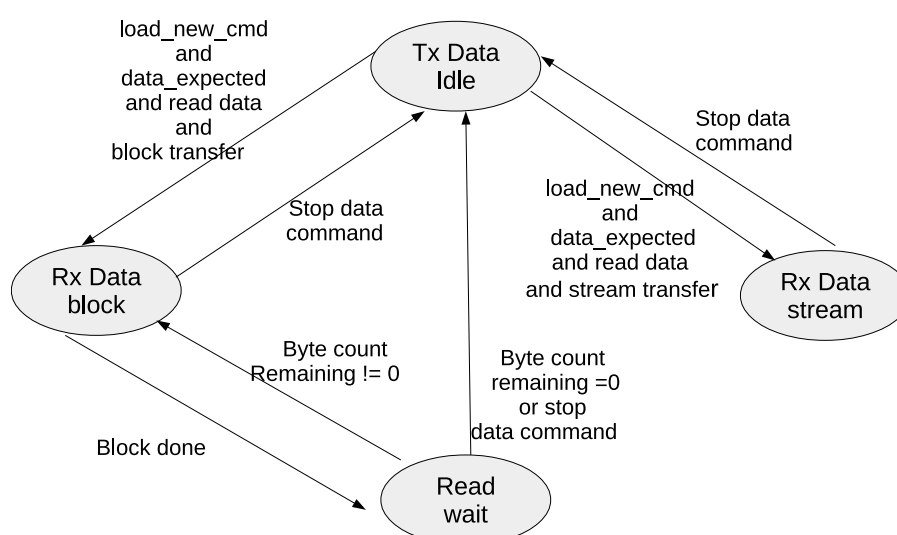 load_new_cmd
and
data_expected
and read data
and
block transfer
Tx Data
Idle
Stop data
command
Stop data
command
load_new_cmd
and
data_expected
and read data
and stream transfer
Rx Data
block
Rx Data
stream
Byte count
Remaining != 0
Byte count
remaining =0
or stop
data command
Block done
Read
wait